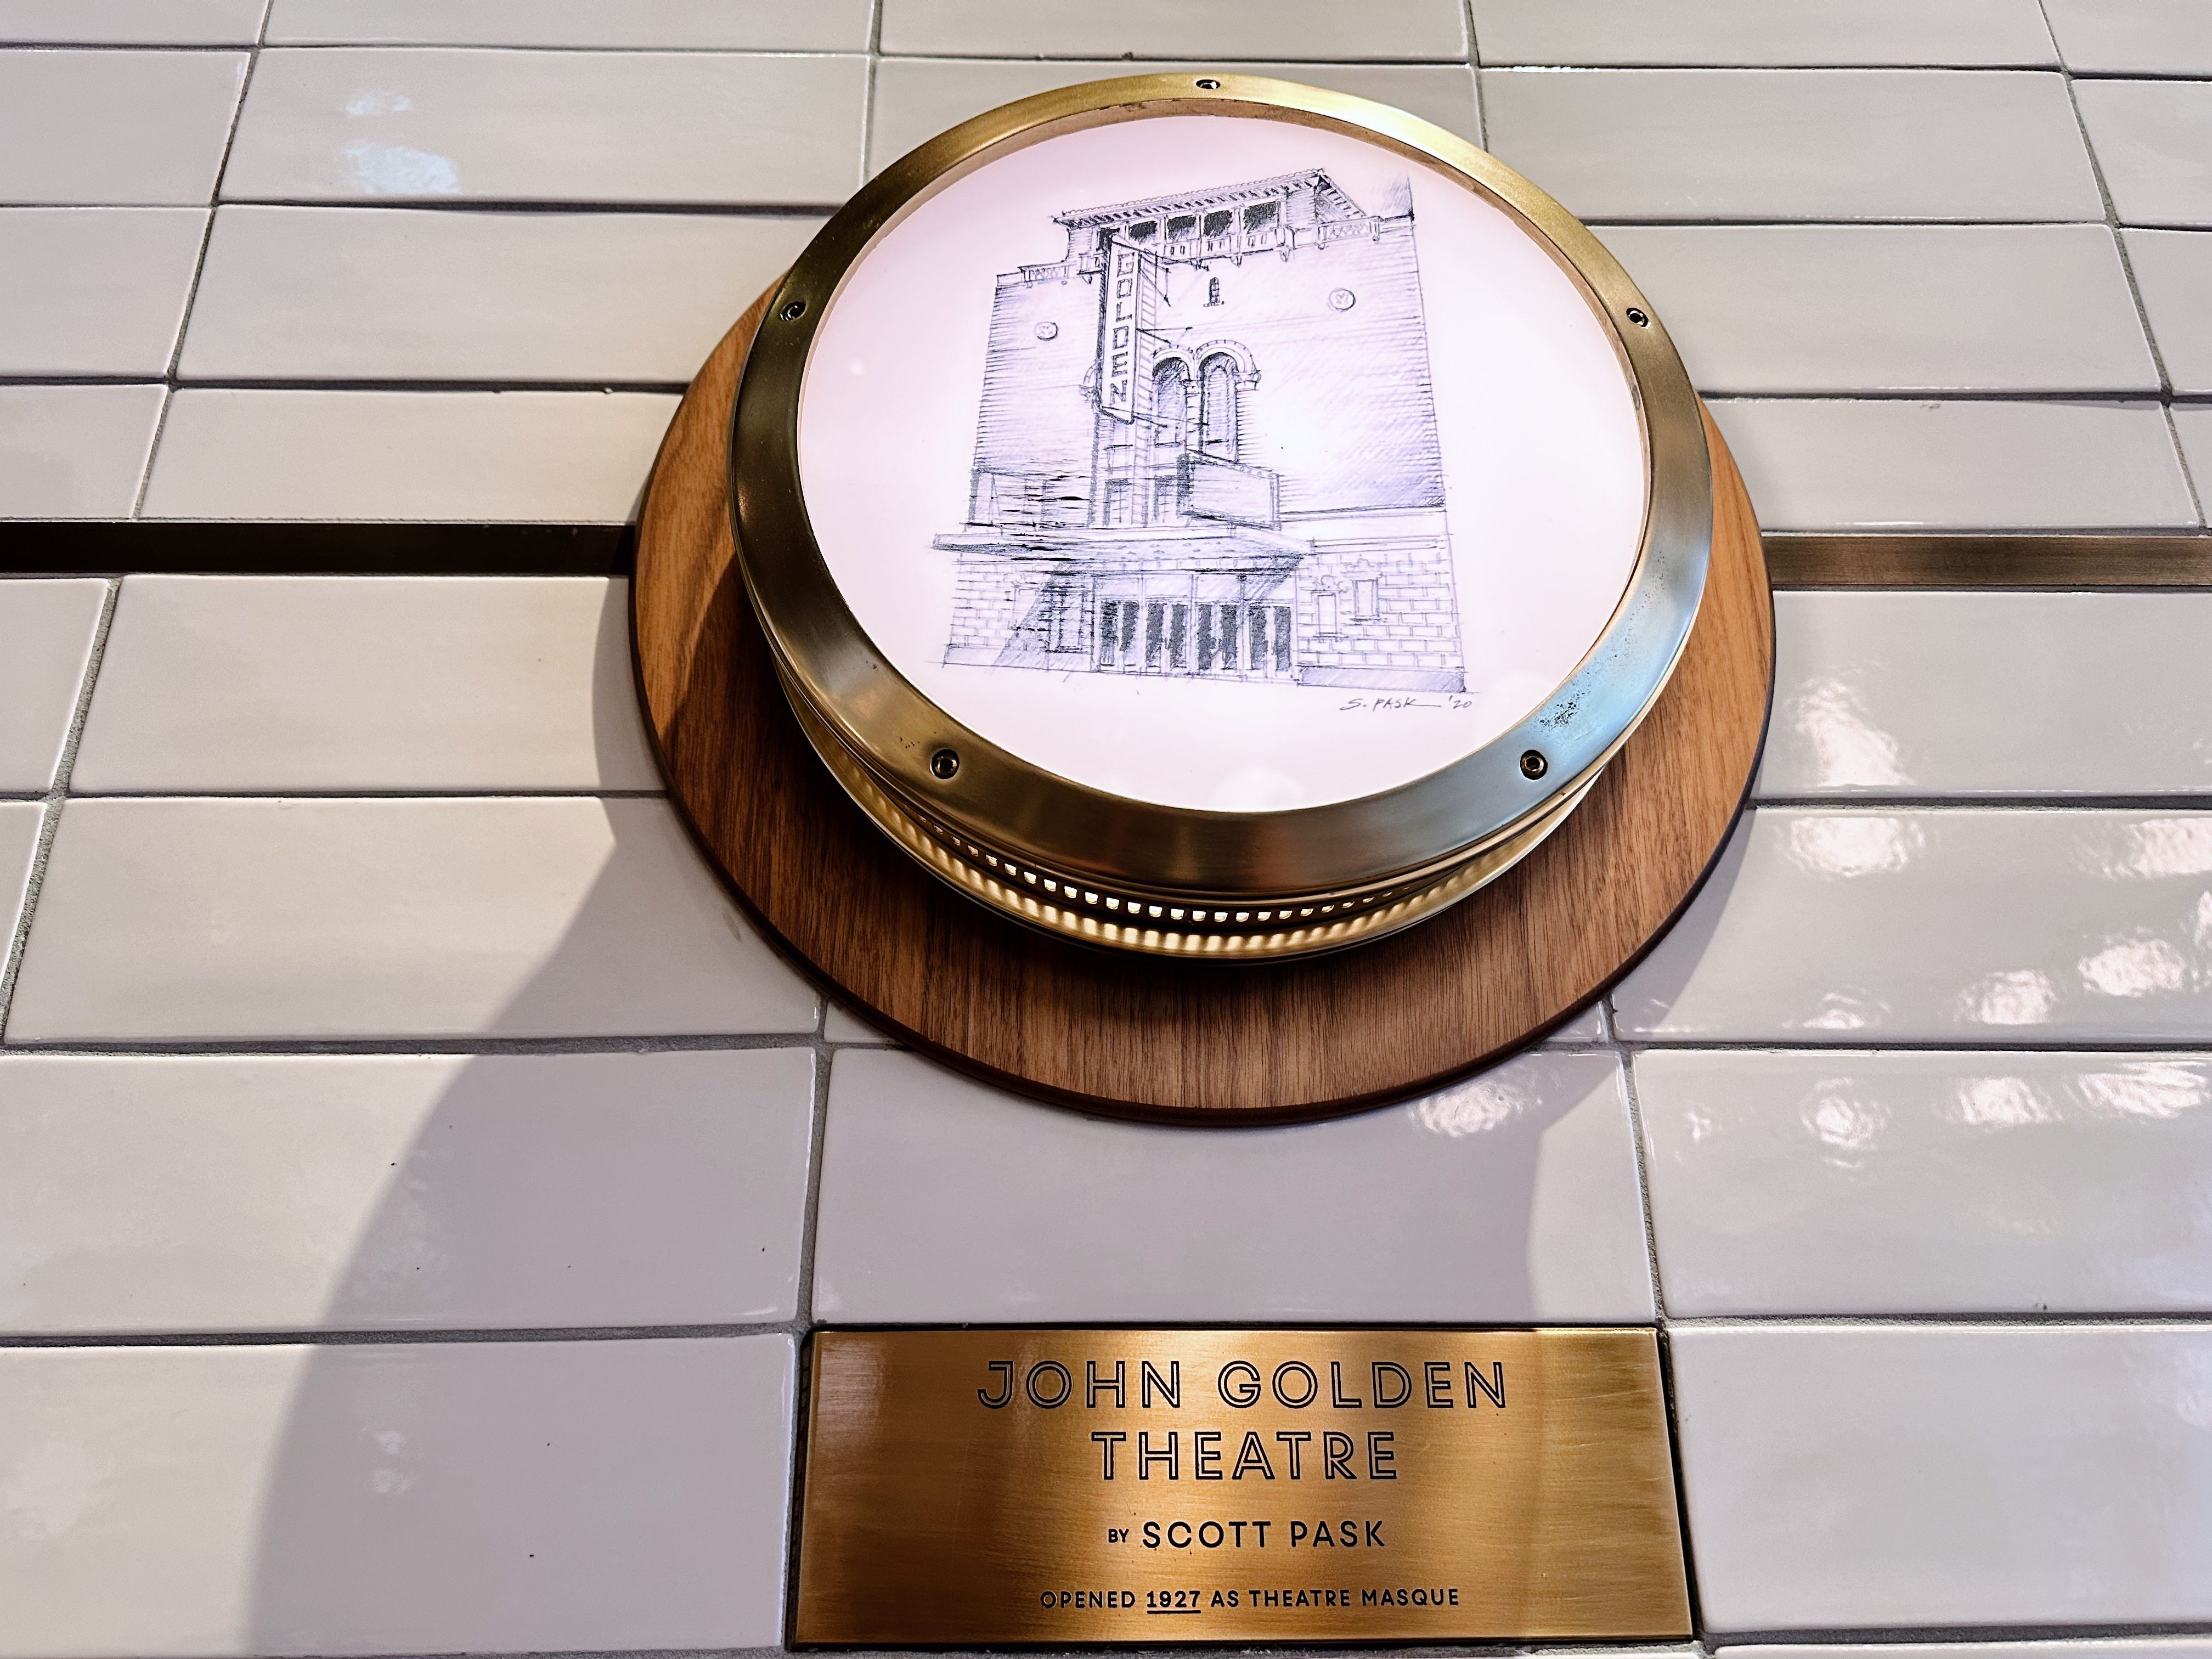 GOLDEN
S. PASK '20
JOHN GOLDEN
THEATRE
BY SCOTT PASK
OPENED 1927 AS THEATRE MASQUE